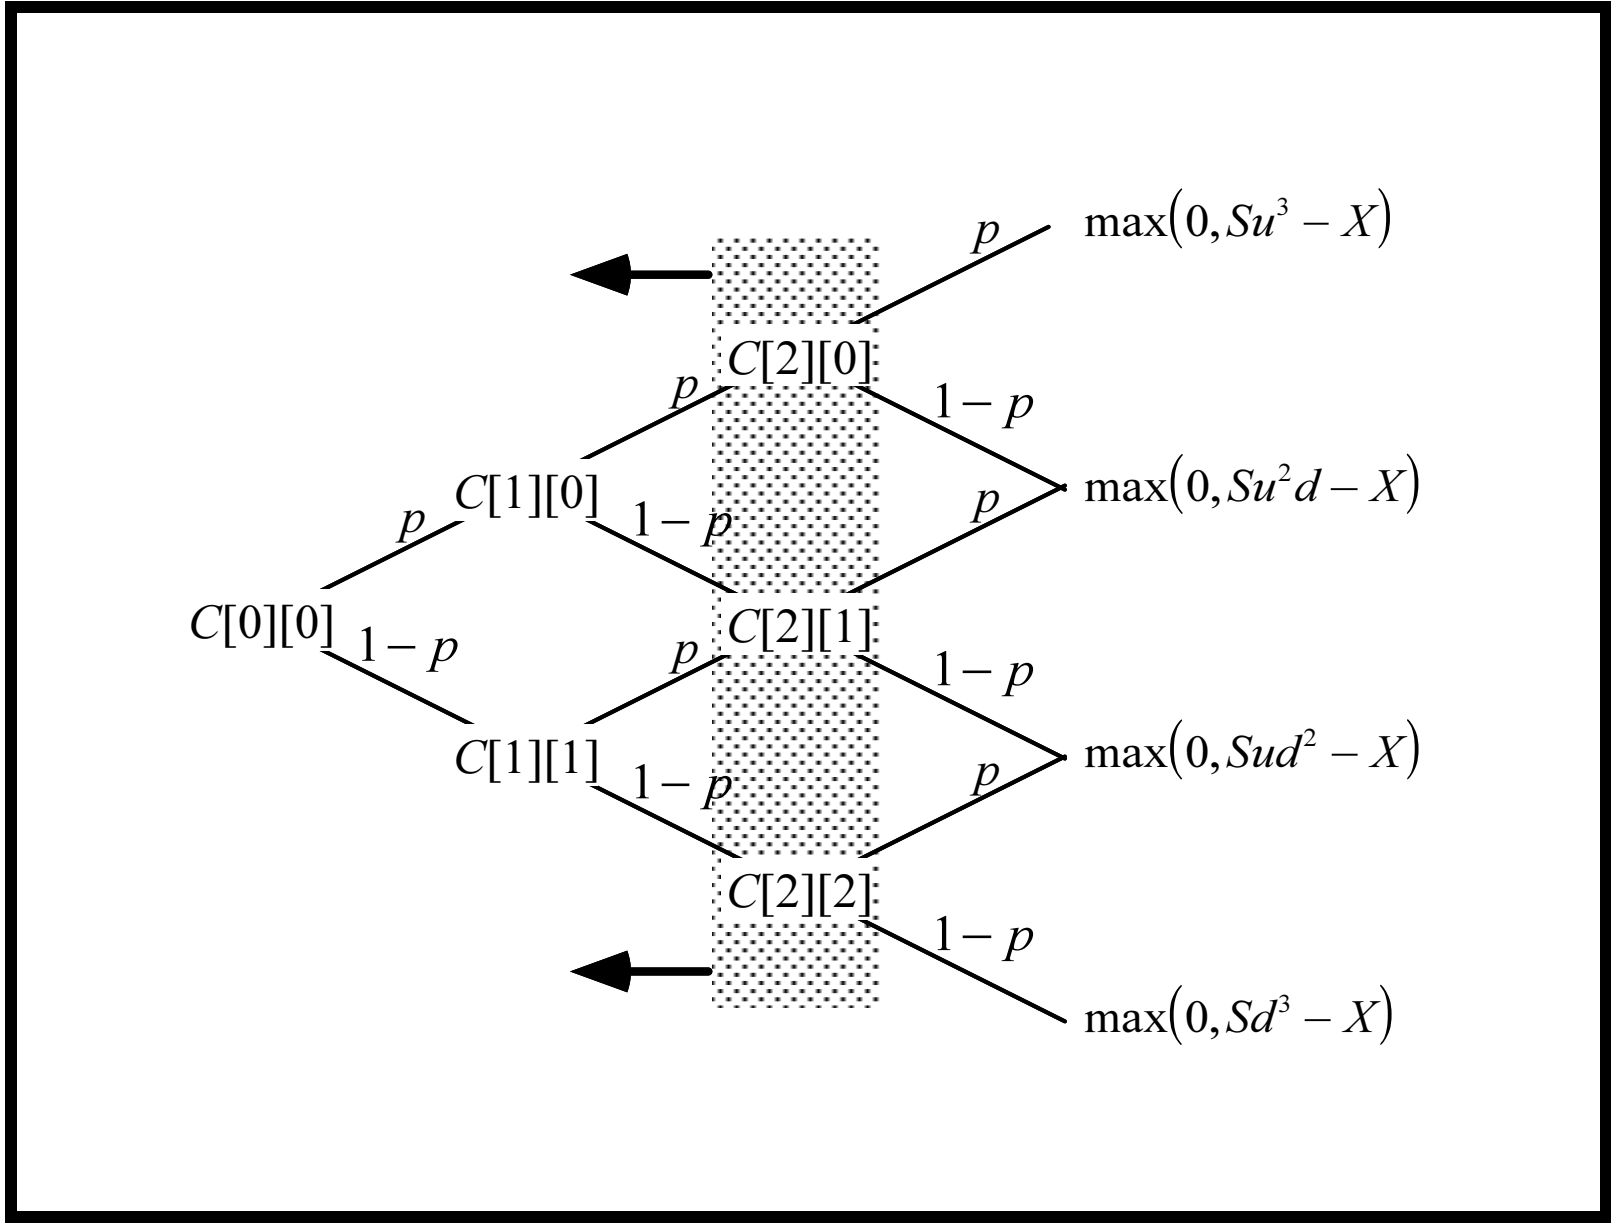 p
max(0, Su³ − X)
C[2][0]
p
1 − p
C[1][0]
p
max(0, Su²d − X)
p
1 − p
C[0][0]
C[2][1]
1 − p
p
1 − p
C[1][1]
max(0, Sud² − X)
1 − p
p
C[2][2]
1 − p
max(0, Sd³ − X)